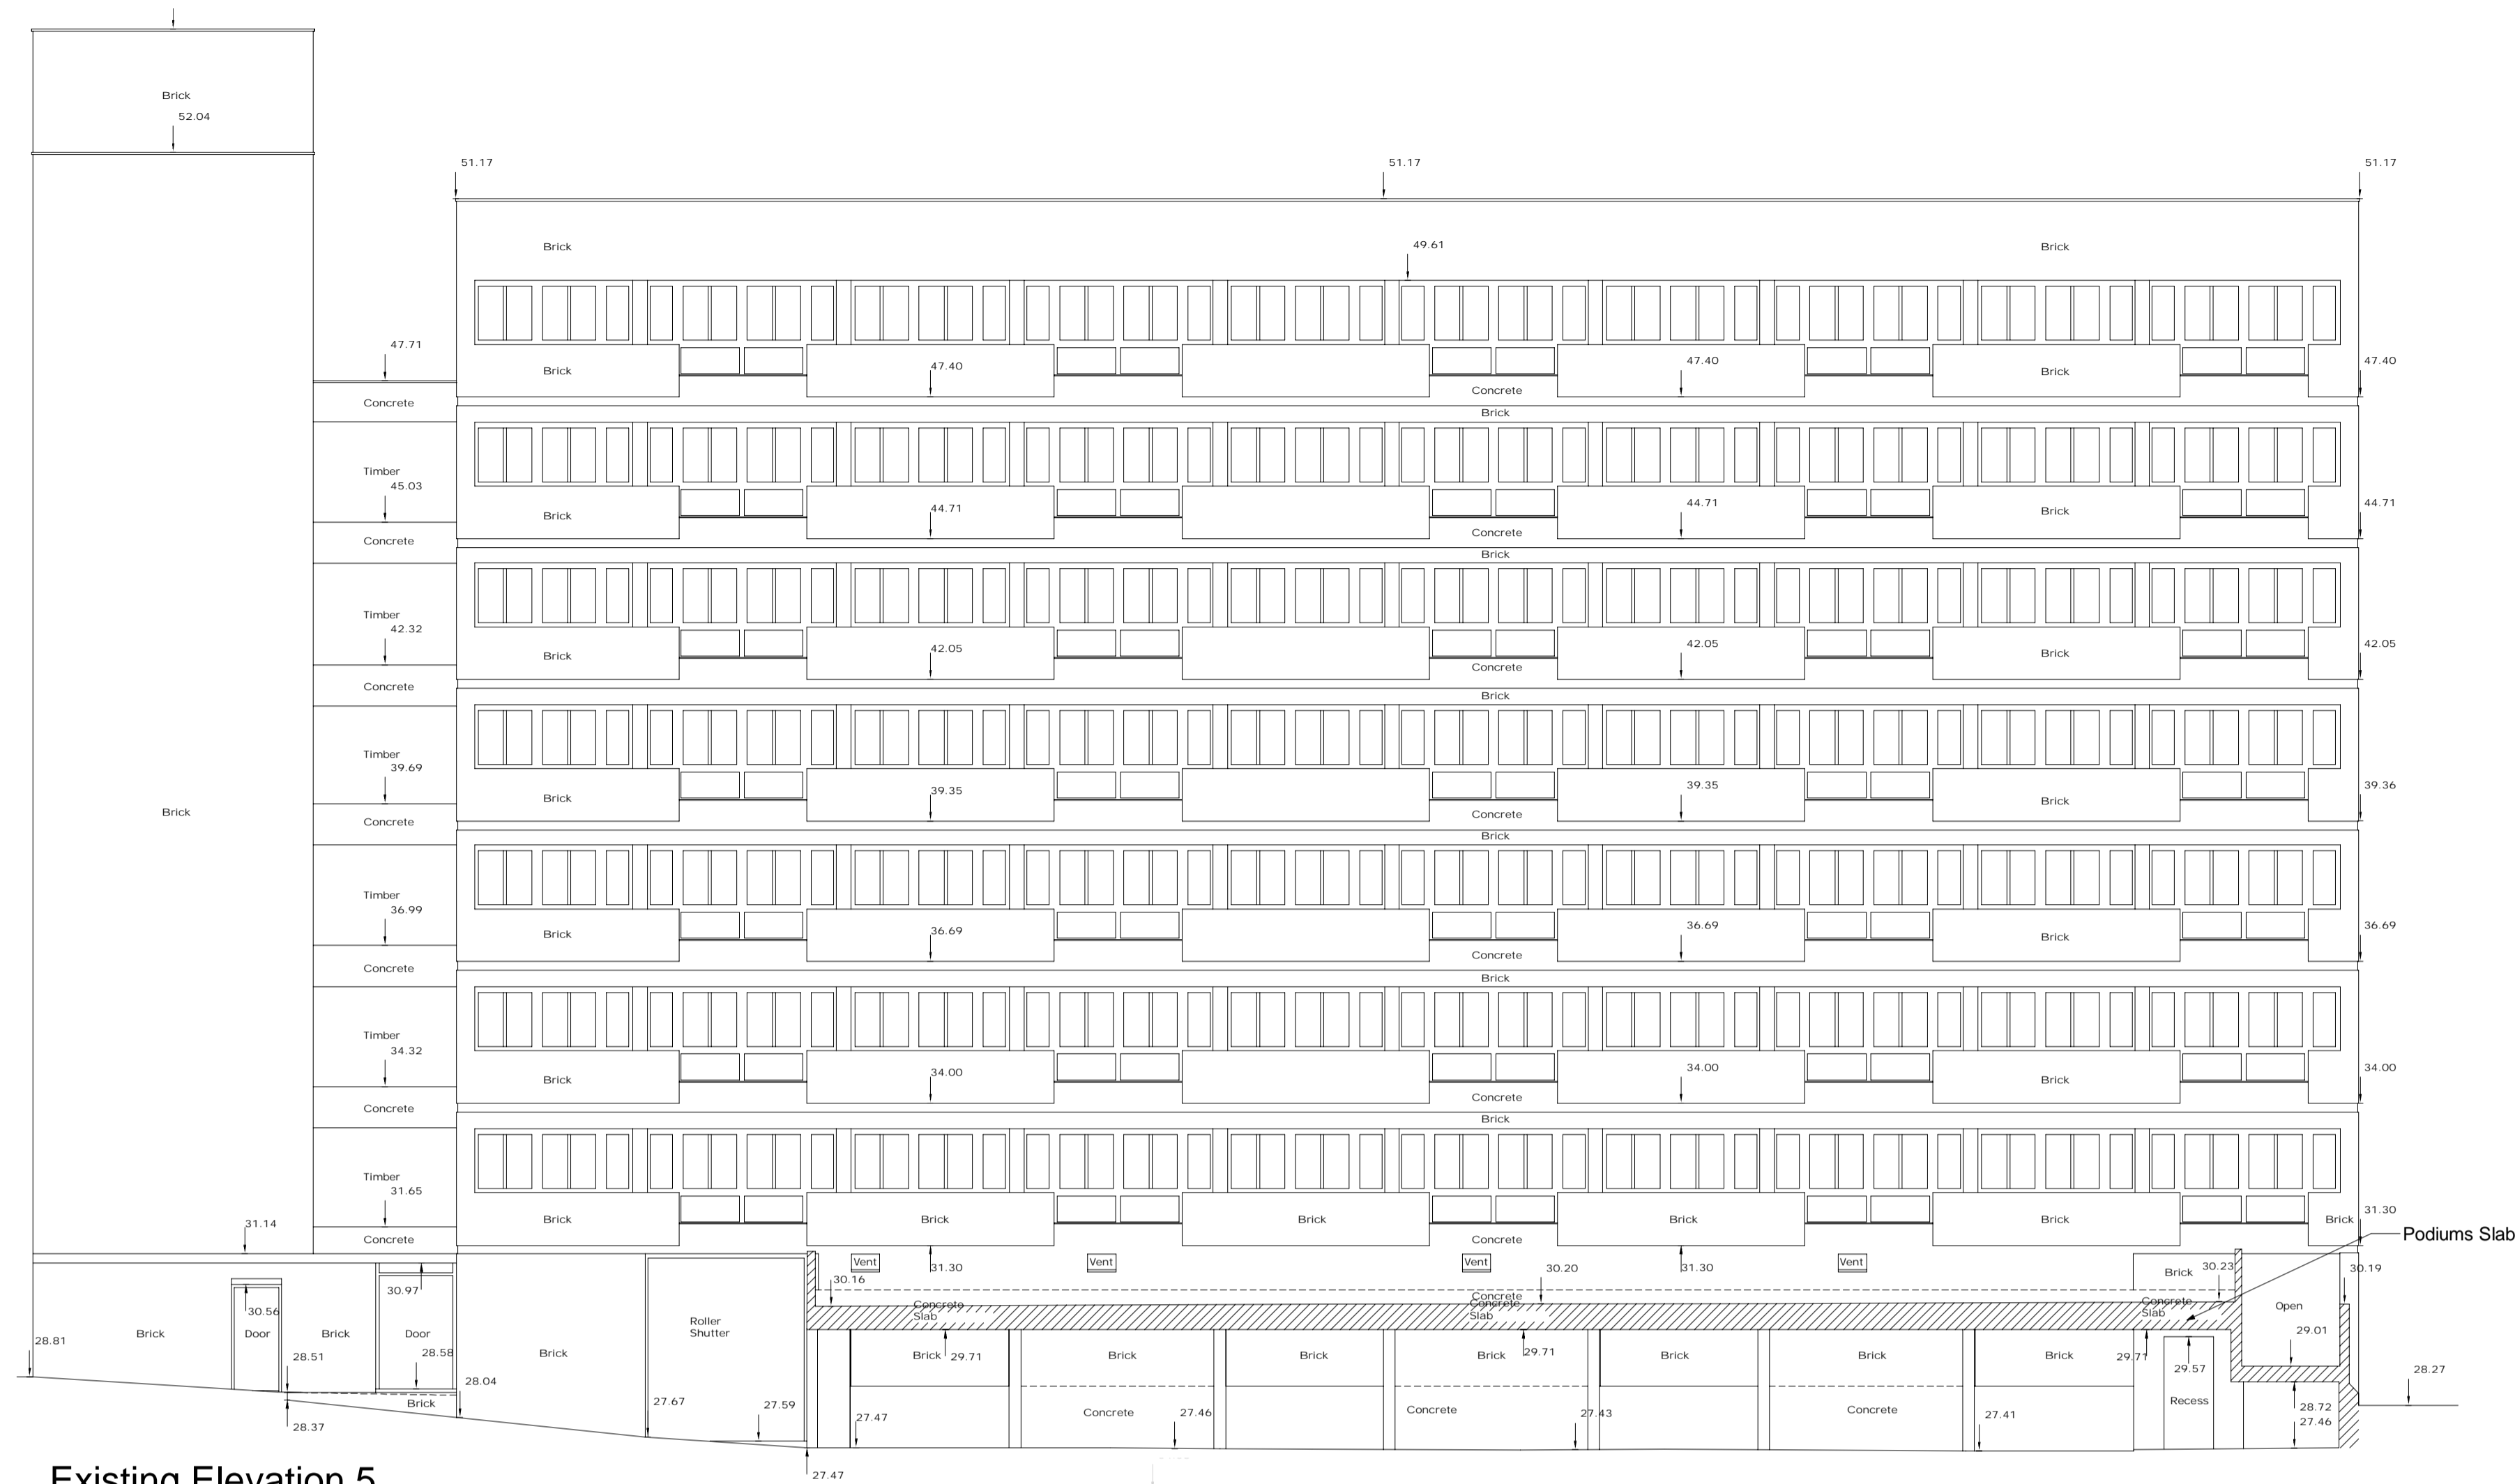 Brick
52.04
51.17 51.17 51.17
Brick 49.61 Brick
47.71
Brick 47.40 47.40 Brick 47.40
Concrete
Concrete
Brick
Timber
45.03
Brick 44.71 44.71 Brick 44.71
Concrete
Concrete
Brick
Timber
42.32
Brick 42.05 42.05 Brick 42.05
Concrete
Concrete
Brick
Timber
39.69
Brick
Brick 39.35 39.35 Brick 39.36
Concrete
Concrete
Brick
Timber
36.99
Brick 36.69 36.69 Brick 36.69
Concrete
Concrete
Brick
Timber
34.32
Brick 34.00 34.00 Brick 34.00
Concrete
Concrete
Brick
Timber
31.65
31.14 Brick Brick Brick Brick Brick Brick 31.30
Concrete Concrete
Podiums Slab
Vent Vent Vent Vent
31.30 31.30
30.97 30.16 30.20 Brick 30.23 30.19
30.56 Concrete Slab Concrete Concrete Slab Concrete Slab Open
Roller
Shutter
28.81 Brick Door Brick Door Brick 29.01
28.51 28.58 Brick 29.71 Brick Brick Brick 29.71 Brick Brick Brick 29.71 29.57 28.27
28.04
Brick Recess
28.37 27.67 27.59 27.47 Concrete 27.46 Concrete 27.43 Concrete 27.41 28.72
27.46
27.47
Existing Elevation 5